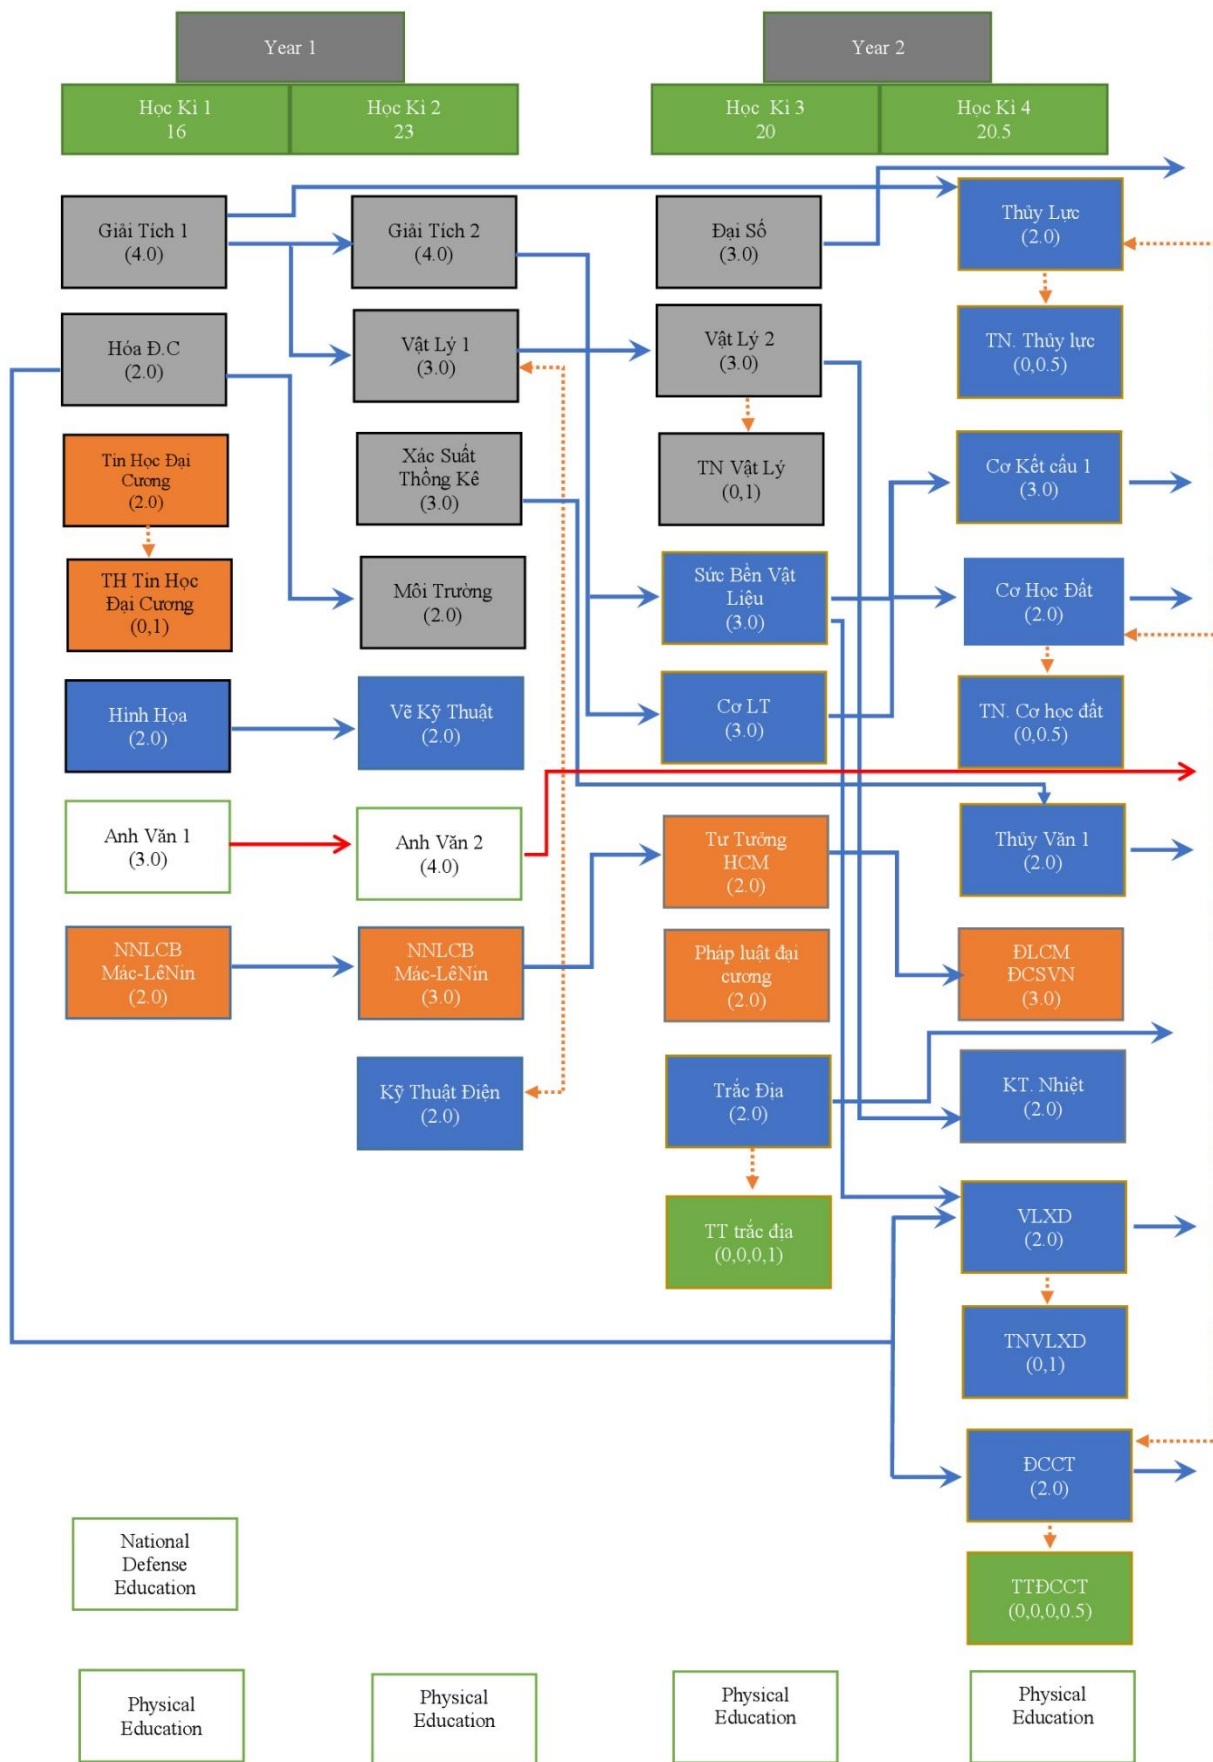 Year 1
Year 2
Học Kì 1
16
Học Kì 2
23
Học Kì 3
20
Học Kì 4
20.5
Giải Tích 1
(4.0)
Giải Tích 2
(4.0)
Đại Số
(3.0)
Thủy Lực
(2.0)
Hóa Đ.C
(2.0)
Vật Lý 1
(3.0)
Vật Lý 2
(3.0)
TN. Thủy lực
(0,0.5)
Tin Học Đại
Cương
(2.0)
Xác Suất
Thồng Kê
(3.0)
TN Vật Lý
(0,1)
Cơ Kết cấu 1
(3.0)
TH Tin Học
Đại Cương
(0,1)
Môi Trường
(2.0)
Sức Bền Vật
Liệu
(3.0)
Cơ Học Đất
(2.0)
Hình Họa
(2.0)
Vẽ Kỹ Thuật
(2.0)
Cơ LT
(3.0)
TN. Cơ học đất
(0,0.5)
Anh Văn 1
(3.0)
Anh Văn 2
(4.0)
Tư Tưởng
HCM
(2.0)
Thủy Văn 1
(2.0)
NNLCB
Mác-LêNin
(2.0)
NNLCB
Mác-LêNin
(3.0)
Pháp luật đại
cương
(2.0)
ĐLCM
ĐCSVN
(3.0)
Kỹ Thuật Điện
(2.0)
Trắc Địa
(2.0)
KT. Nhiệt
(2.0)
TT trắc địa
(0,0,0,1)
VLXD
(2.0)
TNVLXD
(0,1)
ĐCCT
(2.0)
National
Defense
Education
TTĐCCT
(0,0,0,0.5)
Physical
Education
Physical
Education
Physical
Education
Physical
Education